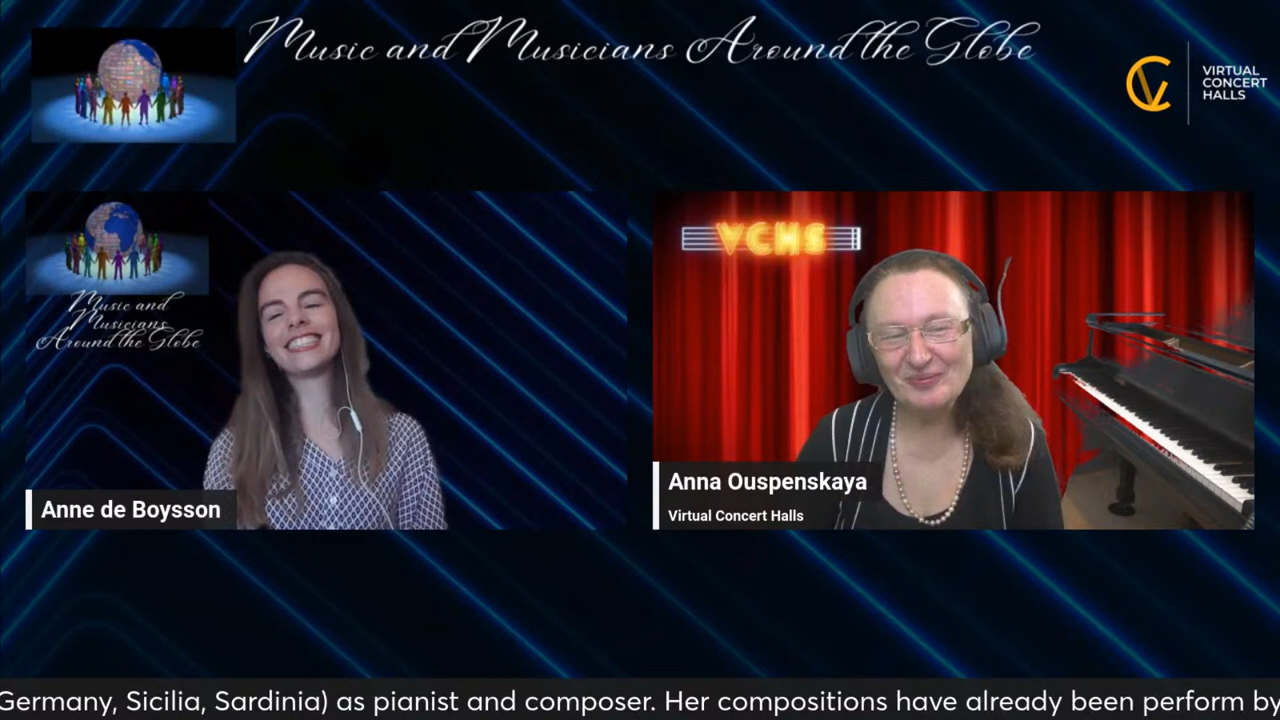 Music and Musicians Around the Globe
VIRTUAL
CONCERT
HALLS
Music and
Musicians
Around the Globe
VCHS
Anne de Boysson
Anna Ouspenskaya
Virtual Concert Halls
Germany, Sicilia, Sardinia) as pianist and composer. Her compositions have already been perform by